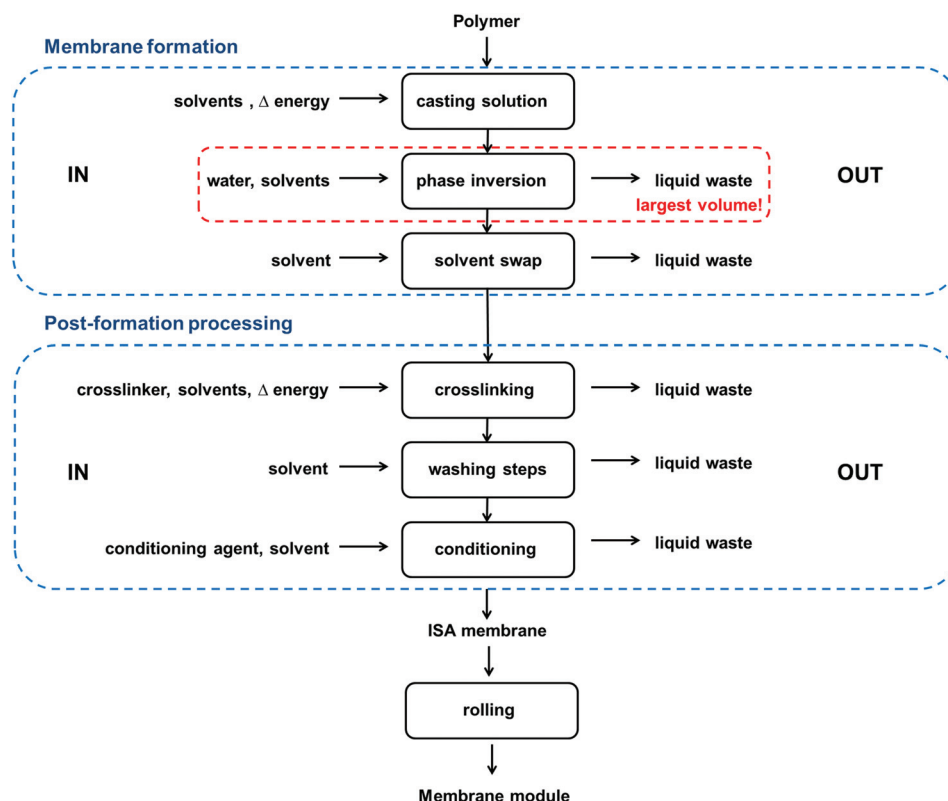 Polymer
Membrane formation
solvents , Δ energy
casting solution
IN
water, solvents
phase inversion
liquid waste
largest volume!
OUT
solvent
solvent swap
liquid waste
Post-formation processing
crosslinker, solvents, Δ energy
crosslinking
liquid waste
IN
solvent
washing steps
liquid waste
OUT
conditioning agent, solvent
conditioning
liquid waste
ISA membrane
rolling
Membrane module